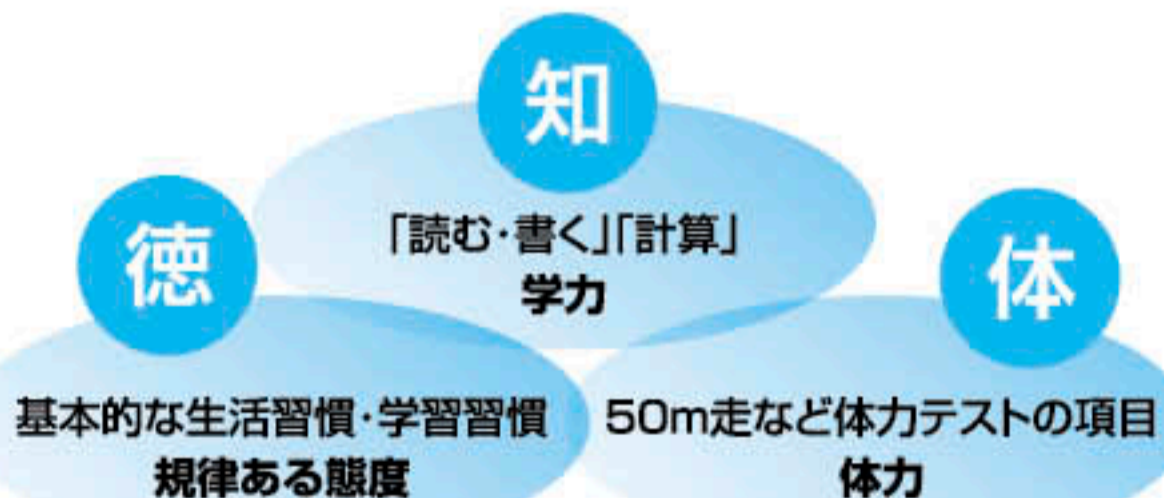 知
「読む・書く」「計算」
学力
徳
基本的な生活習慣・学習習慣
規律ある態度
体
50m走など体力テストの項目
体力